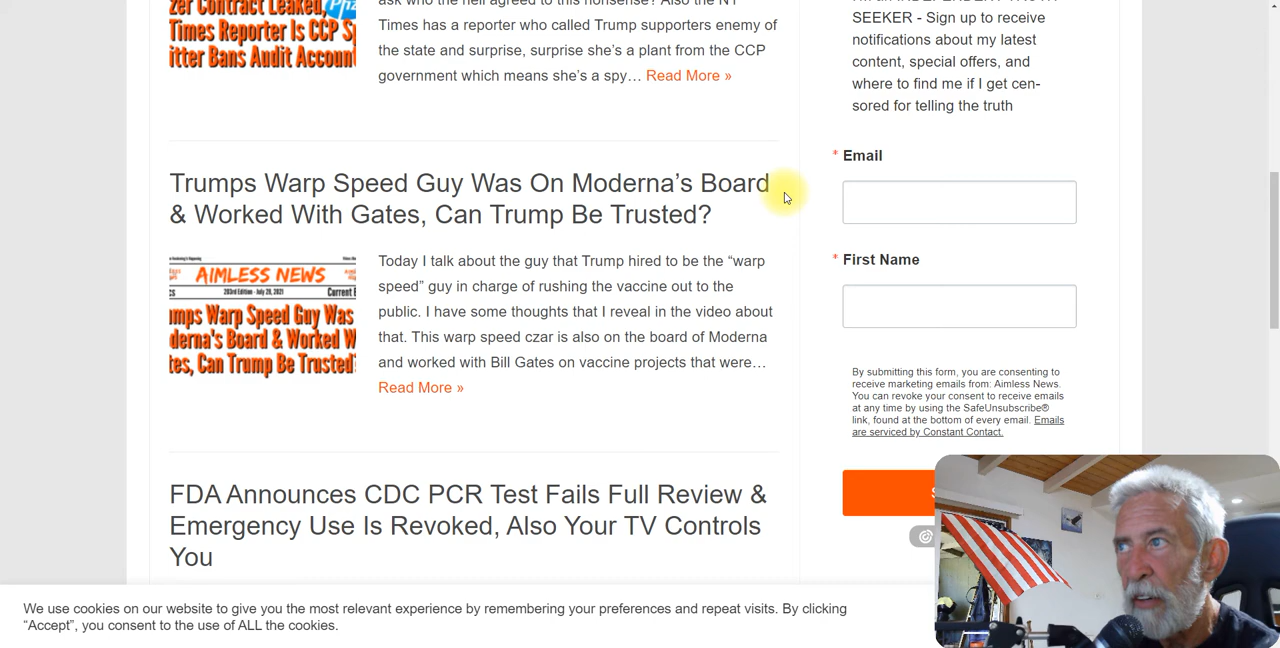 zer Contract Leaked,
Pfiz
Times Reporter Is CCP Sp
itter Bans Audit Accoun
ask who the hell agreed to this nonsense? Also the NY
Times has a reporter who called Trump supporters enemy of
the state and surprise, surprise she's a plant from the CCP
government which means she's a spy… Read More »
Trumps Warp Speed Guy Was On Moderna's Board
& Worked With Gates, Can Trump Be Trusted?
AIMLESS NEWS
203rd Edition - July 29, 2021
Current E
umps Warp Speed Guy Was
derna's Board & Worked W
tes, Can Trump Be Trusted?
Today I talk about the guy that Trump hired to be the “warp
speed” guy in charge of rushing the vaccine out to the
public. I have some thoughts that I reveal in the video about
that. This warp speed czar is also on the board of Moderna
and worked with Bill Gates on vaccine projects that were…
Read More »
FDA Announces CDC PCR Test Fails Full Review &
Emergency Use Is Revoked, Also Your TV Controls
You
SEEKER - Sign up to receive
notifications about my latest
content, special offers, and
where to find me if I get cen-
sored for telling the truth
* Email
* First Name
By submitting this form, you are consenting to
receive marketing emails from: Aimless News.
You can revoke your consent to receive emails
at any time by using the SafeUnsubscribe®
link, found at the bottom of every email. Emails
are serviced by Constant Contact.
We use cookies on our website to give you the most relevant experience by remembering your preferences and repeat visits. By clicking
“Accept”, you consent to the use of ALL the cookies.